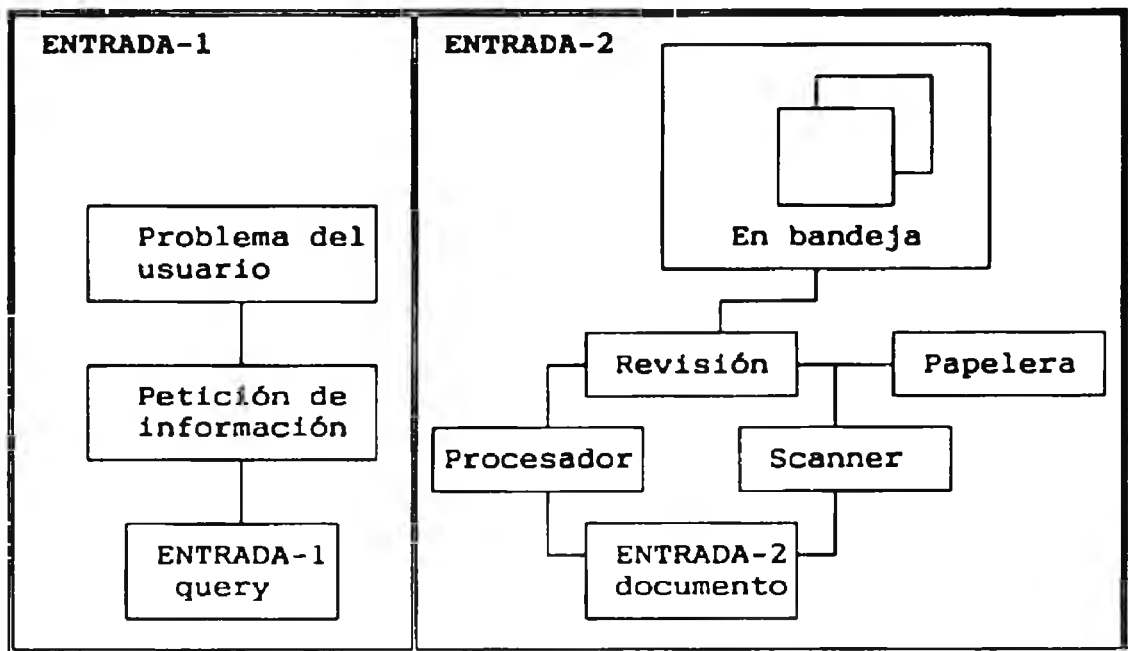 ENTRADA-1
Problema del
usuario
Petición de
información
ENTRADA-1
query
ENTRADA-2
En bandeja
Revisión
Papelera
Procesador
Scanner
ENTRADA-2
documento